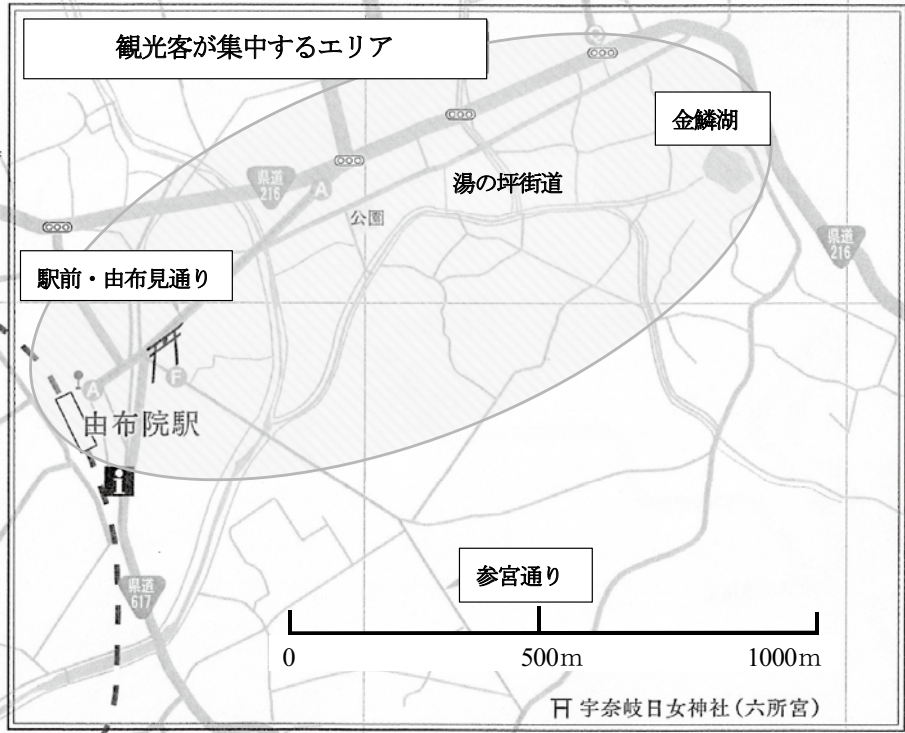 観光客が集中するエリア
金鱗湖
県道
216
A
湯の坪街道
公園
県道
216
駅前・由布見通り
F
A
由布院駅
i
参宮通り
県道
617
0 500m 1000m
宇奈岐日女神社(六所宮)